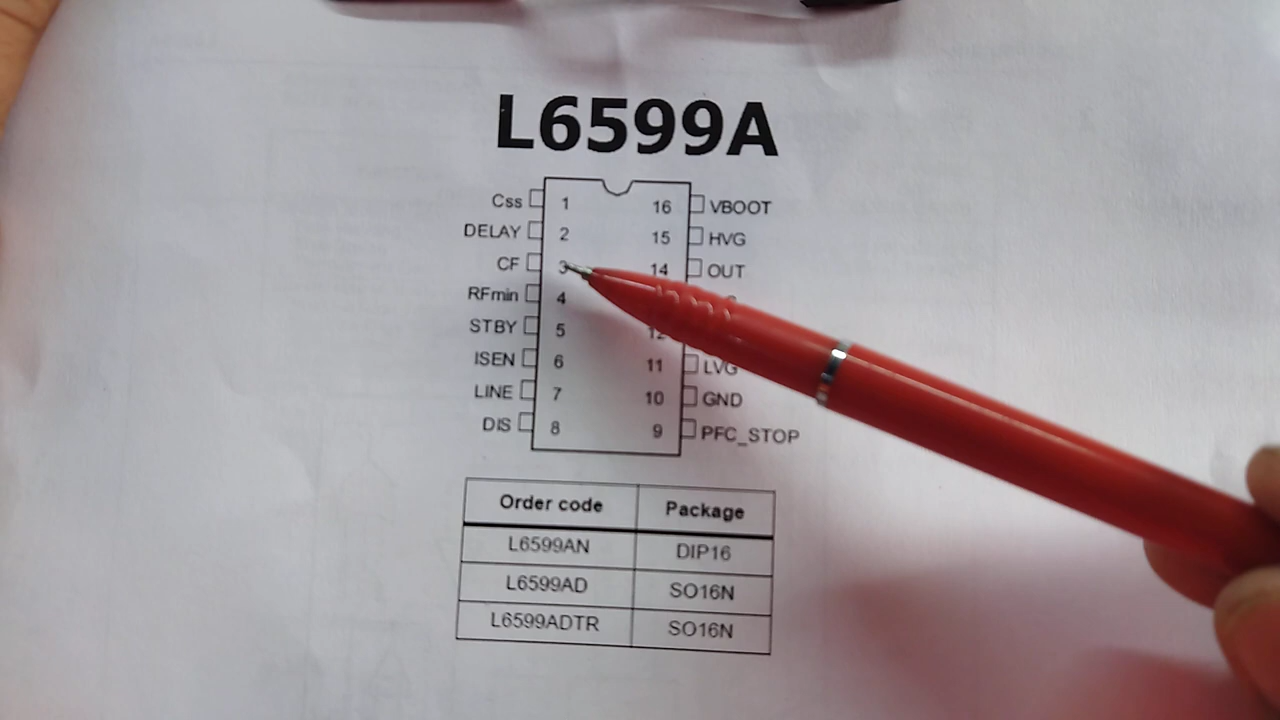 L6599A
Css 1 16 VBOOT
DELAY 2 15 HVG
CF 3 14 OUT
RFmin 4
STBY 5 12
ISEN 6 11 LVG
LINE 7 10 GND
DIS 8 9 PFC_STOP
Order code Package
L6599AN DIP16
L6599AD SO16N
L6599ADTR SO16N